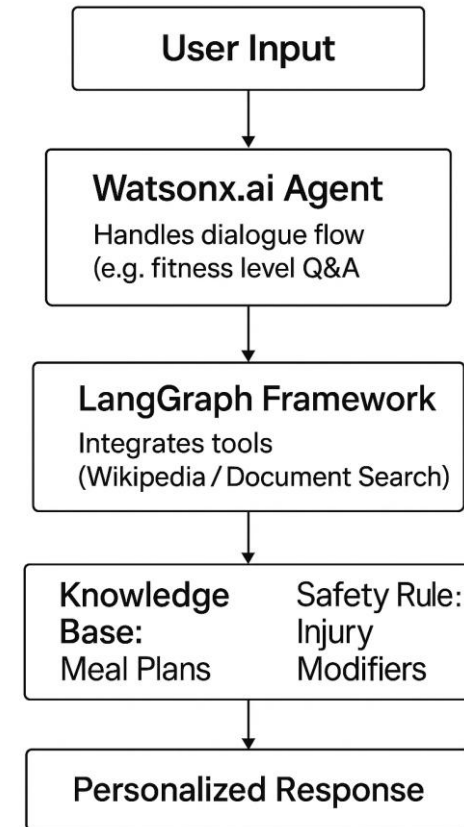 User Input
Watsonx.ai Agent
Handles dialogue flow
(e.g. fitness level Q&A
LangGraph Framework
Integrates tools
(Wikipedia / Document Search)
Knowledge
Base:
Meal Plans
Safety Rule:
Injury
Modifiers
Personalized Response